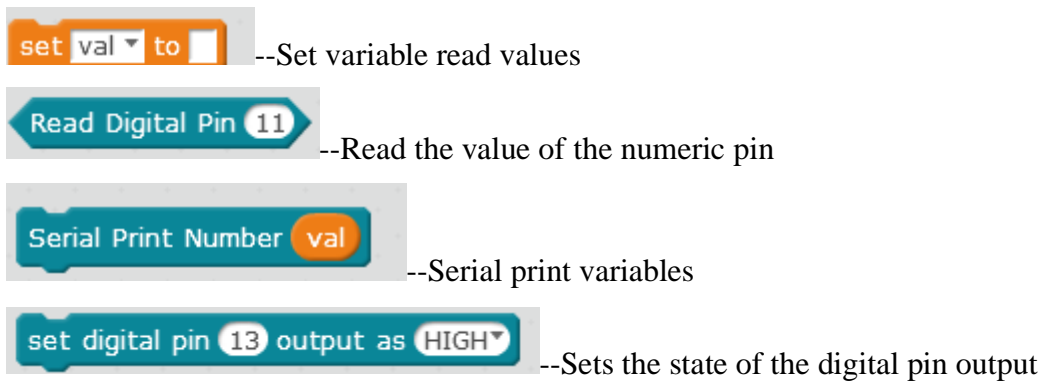 set val to --Set variable read values
Read Digital Pin 11 --Read the value of the numeric pin
Serial Print Number val --Serial print variables
set digital pin 13 output as HIGH --Sets the state of the digital pin output